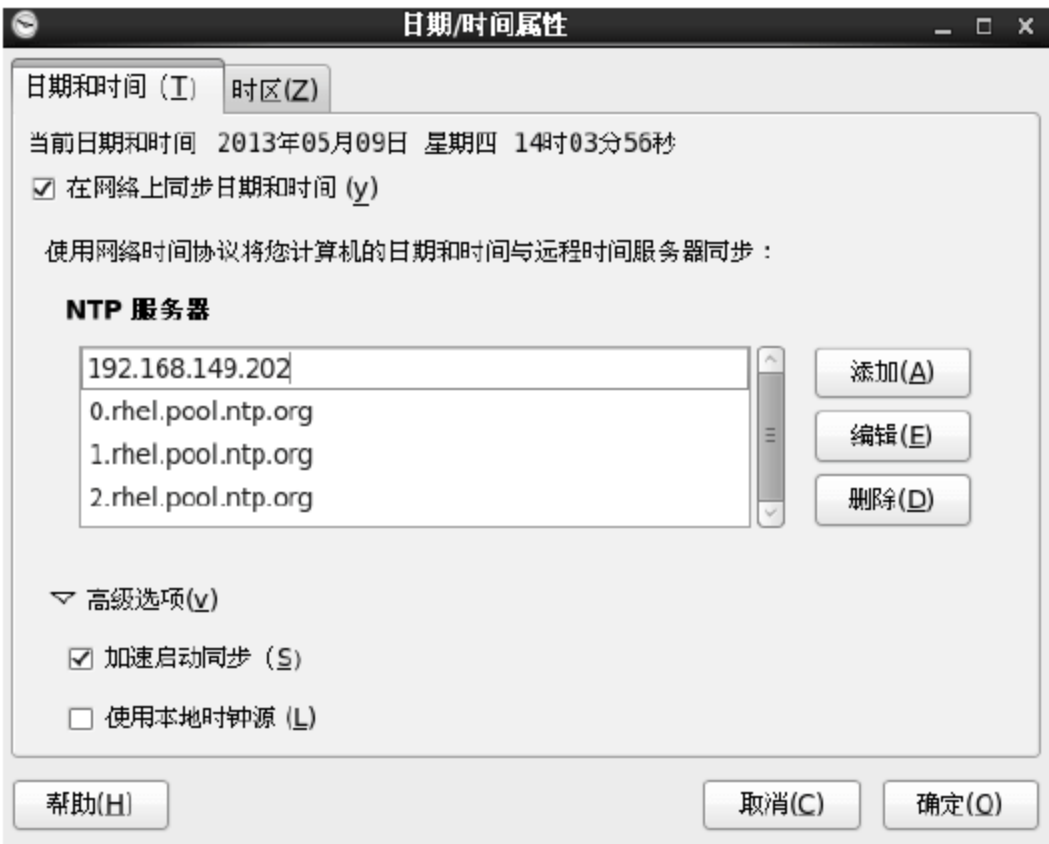 日期/时间属性
日期和时间 (T) 时区(Z)
当前日期和时间 2013年05月09日 星期四 14时03分56秒
在网络上同步日期和时间 (y)
使用网络时间协议将您计算机的日期和时间与远程时间服务器同步：
NTP 服务器
192.168.149.202
添加(A)
0.rhel.pool.ntp.org
编辑(E)
1.rhel.pool.ntp.org
2.rhel.pool.ntp.org
删除(D)
高级选项(v)
加速启动同步 (S)
使用本地时钟源 (L)
帮助(H) 取消(C) 确定(O)